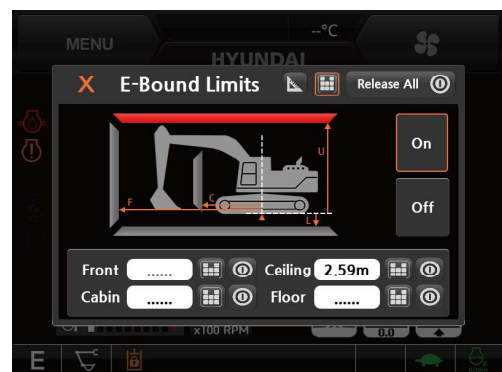 --°C
MENU
HYUNDAI
X E-Bound Limits Release All
On
U
F C
Off
L
Front ...... Ceiling 2.59m
Cabin ...... Floor ......
x100 RPM 0.0
E